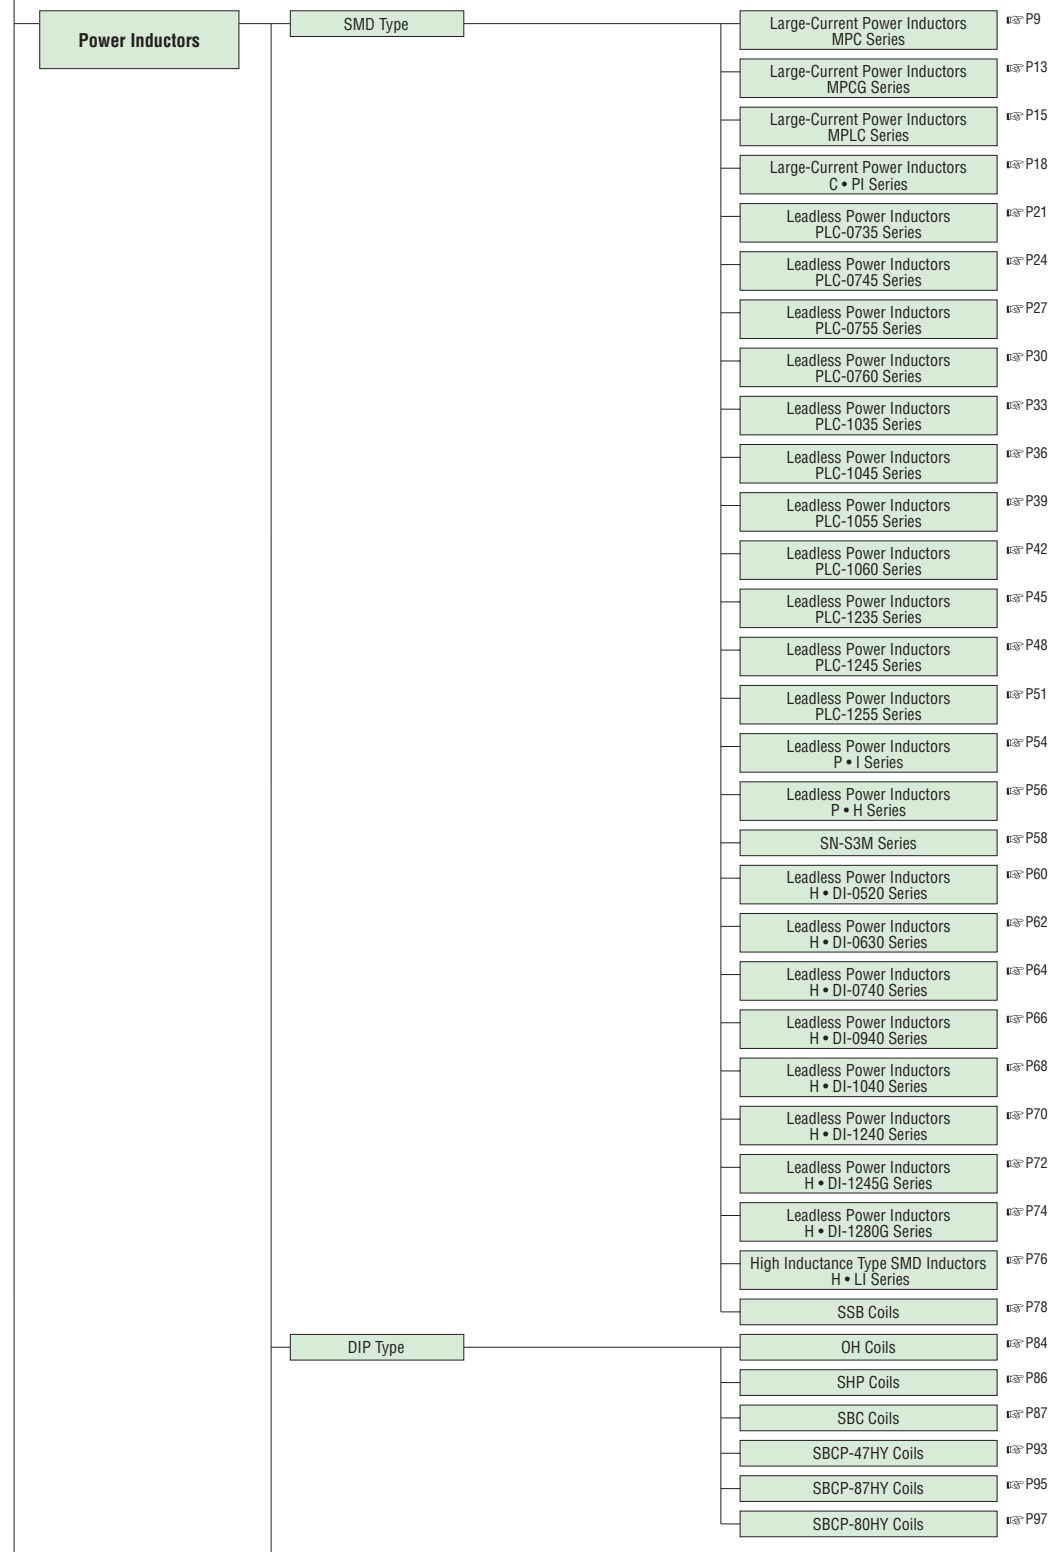 Power Inductors
SMD Type
Large-Current Power Inductors
MPC Series
☞P9
Large-Current Power Inductors
MPCG Series
☞P13
Large-Current Power Inductors
MPLC Series
☞P15
Large-Current Power Inductors
C • PI Series
☞P18
Leadless Power Inductors
PLC-0735 Series
☞P21
Leadless Power Inductors
PLC-0745 Series
☞P24
Leadless Power Inductors
PLC-0755 Series
☞P27
Leadless Power Inductors
PLC-0760 Series
☞P30
Leadless Power Inductors
PLC-1035 Series
☞P33
Leadless Power Inductors
PLC-1045 Series
☞P36
Leadless Power Inductors
PLC-1055 Series
☞P39
Leadless Power Inductors
PLC-1060 Series
☞P42
Leadless Power Inductors
PLC-1235 Series
☞P45
Leadless Power Inductors
PLC-1245 Series
☞P48
Leadless Power Inductors
PLC-1255 Series
☞P51
Leadless Power Inductors
P • I Series
☞P54
Leadless Power Inductors
P • H Series
☞P56
SN-S3M Series
☞P58
Leadless Power Inductors
H • DI-0520 Series
☞P60
Leadless Power Inductors
H • DI-0630 Series
☞P62
Leadless Power Inductors
H • DI-0740 Series
☞P64
Leadless Power Inductors
H • DI-0940 Series
☞P66
Leadless Power Inductors
H • DI-1040 Series
☞P68
Leadless Power Inductors
H • DI-1240 Series
☞P70
Leadless Power Inductors
H • DI-1245G Series
☞P72
Leadless Power Inductors
H • DI-1280G Series
☞P74
High Inductance Type SMD Inductors
H • LI Series
☞P76
SSB Coils
☞P78
DIP Type
OH Coils
☞P84
SHP Coils
☞P86
SBC Coils
☞P87
SBCP-47HY Coils
☞P93
SBCP-87HY Coils
☞P95
SBCP-80HY Coils
☞P97